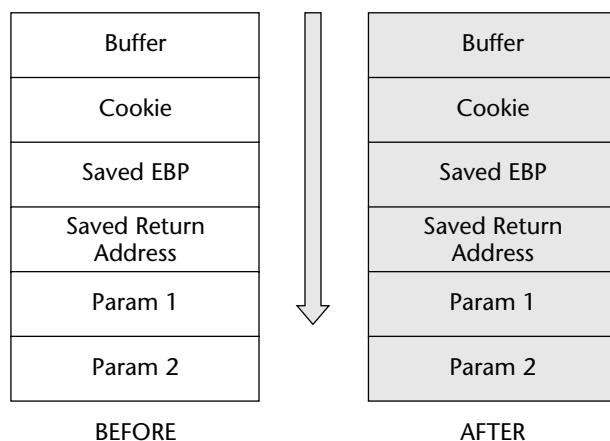 Buffer
Cookie
Saved EBP
Saved Return
Address
Param 1
Param 2
BEFORE
Buffer
Cookie
Saved EBP
Saved Return
Address
Param 1
Param 2
AFTER